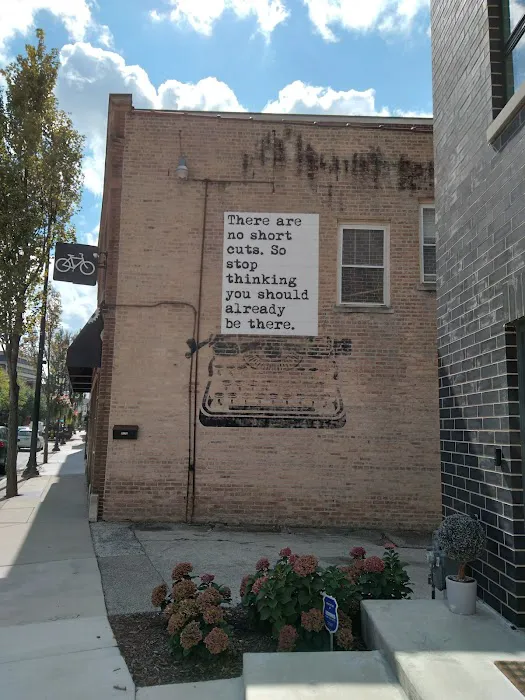 There are
no short
cuts. So
stop
thinking
you should
already
be there.